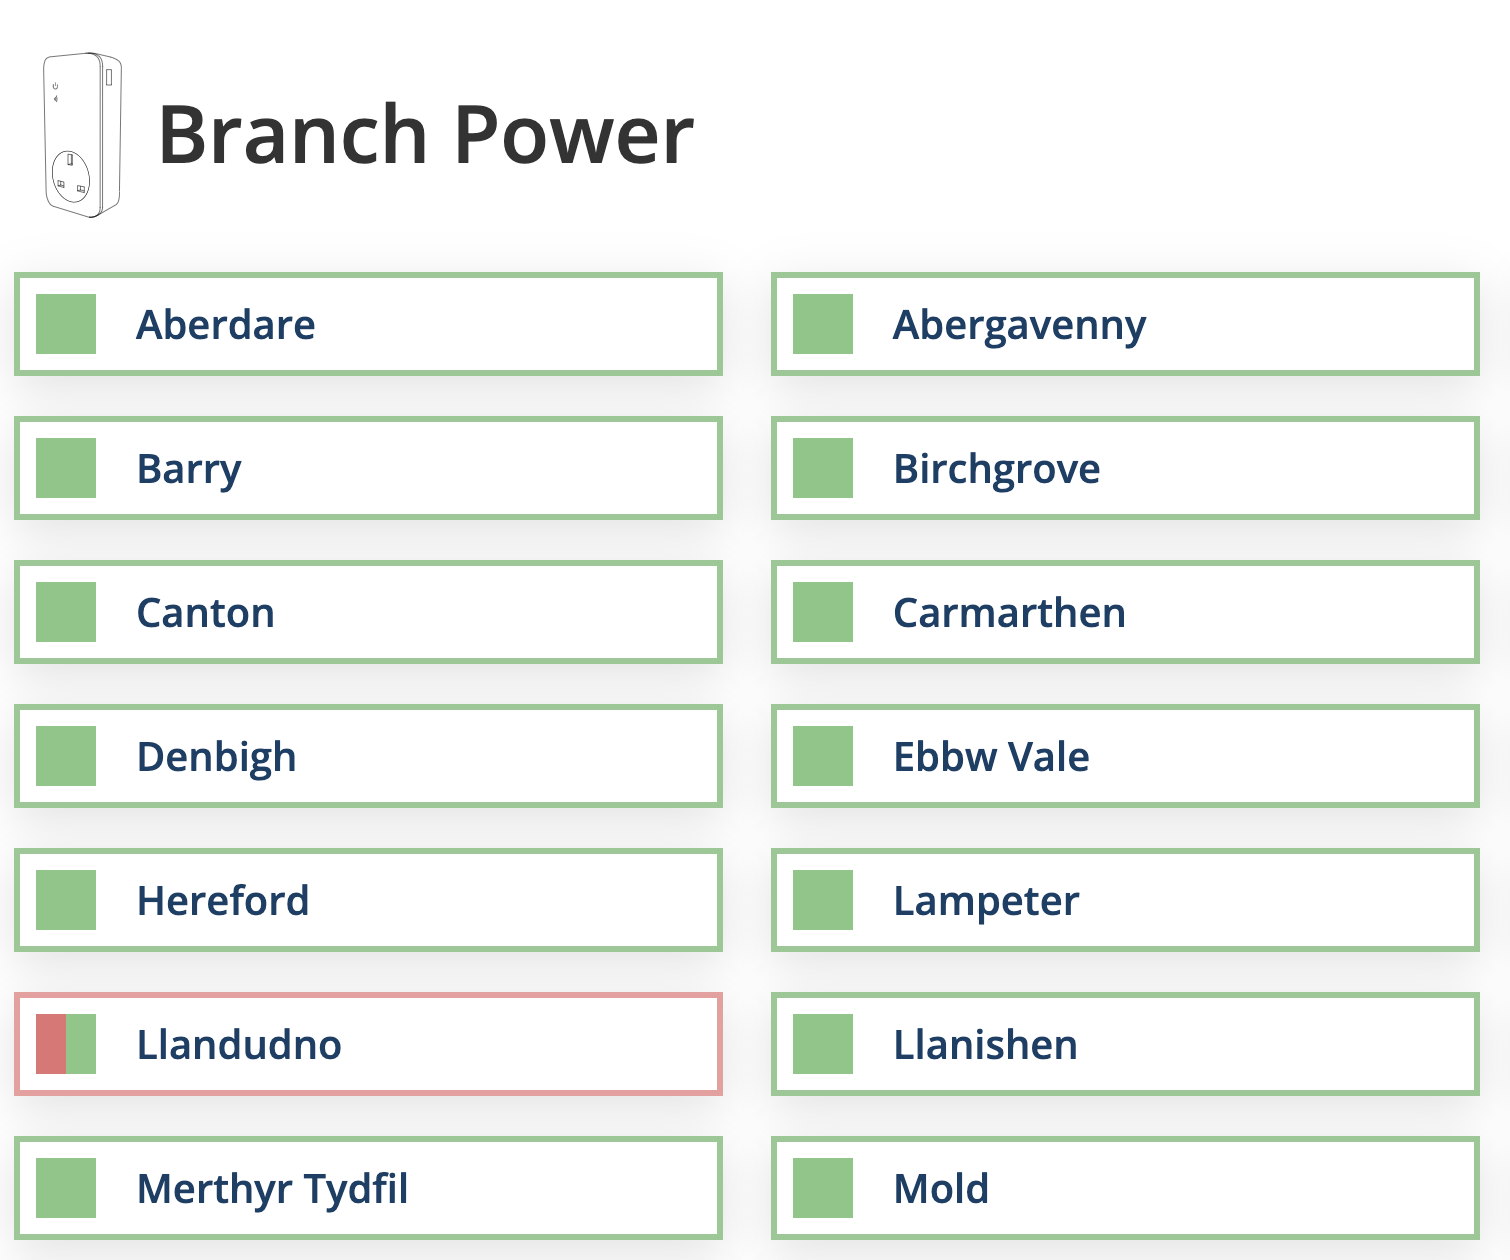 Branch Power
Aberdare
Abergavenny
Barry
Birchgrove
Canton
Carmarthen
Denbigh
Ebbw Vale
Hereford
Lampeter
Llandudno
Llanishen
Merthyr Tydfil
Mold